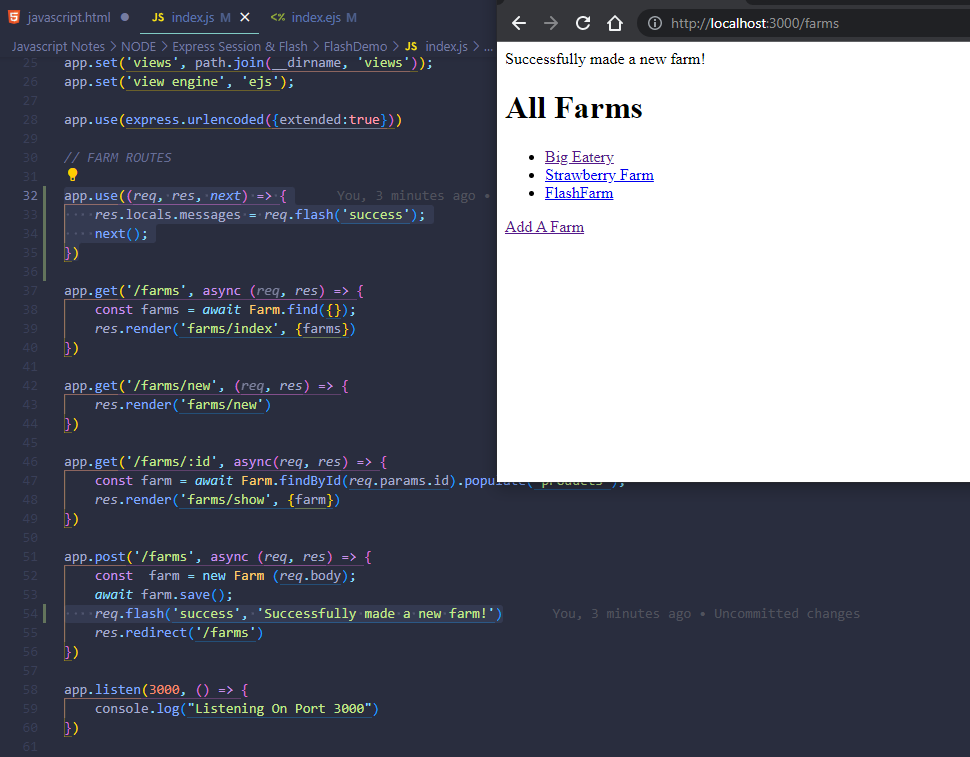 javascript.html
JS index.js M
<% index.ejs M
Javascript Notes > NODE > Express Session & Flash > FlashDemo > JS index.js > ...
25 app.set('views', path.join(__dirname, 'views'));
26 app.set('view engine', 'ejs');
27
28 app.use(express.urlencoded({extended:true}))
29
30 // FARM ROUTES
31
32 app.use((req, res, next) => { You, 3 minutes ago •
33 res.locals.messages = req.flash('success');
34 next();
35 })
36
37 app.get('/farms', async (req, res) => {
38 const farms = await Farm.find({});
39 res.render('farms/index', {farms})
40 })
41
42 app.get('/farms/new', (req, res) => {
43 res.render('farms/new')
44 })
45
46 app.get('/farms/:id', async(req, res) => {
47 const farm = await Farm.findById(req.params.id).populate('products');
48 res.render('farms/show', {farm})
49 })
50
51 app.post('/farms', async (req, res) => {
52 const farm = new Farm (req.body);
53 await farm.save();
54 req.flash('success', 'Successfully made a new farm!') You, 3 minutes ago • Uncommitted changes
55 res.redirect('/farms')
56 })
57
58 app.listen(3000, () => {
59 console.log("Listening On Port 3000")
60 })
61
http://localhost:3000/farms
Successfully made a new farm!
All Farms
• Big Eatery
• Strawberry Farm
• FlashFarm
Add A Farm